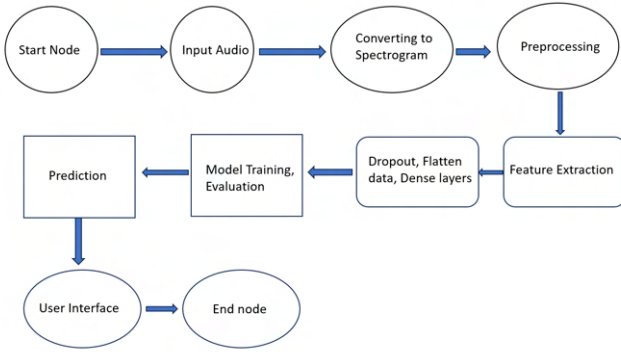 Start Node
Input Audio
Converting to
Spectrogram
Preprocessing
Feature Extraction
Dropout, Flatten
data, Dense layers
Model Training,
Evaluation
Prediction
User Interface
End node